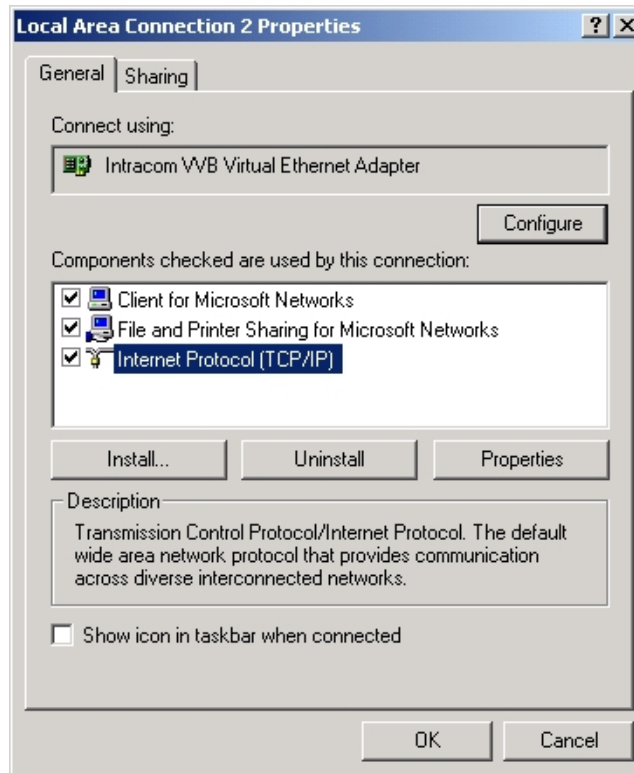 Local Area Connection 2 Properties
General
Sharing
Connect using:
Intracom VVB Virtual Ethernet Adapter
Configure
Components checked are used by this connection:
Client for Microsoft Networks
File and Printer Sharing for Microsoft Networks
Internet Protocol (TCP/IP)
Install...
Uninstall
Properties
Description
Transmission Control Protocol/Internet Protocol. The default
wide area network protocol that provides communication
across diverse interconnected networks.
Show icon in taskbar when connected
OK
Cancel